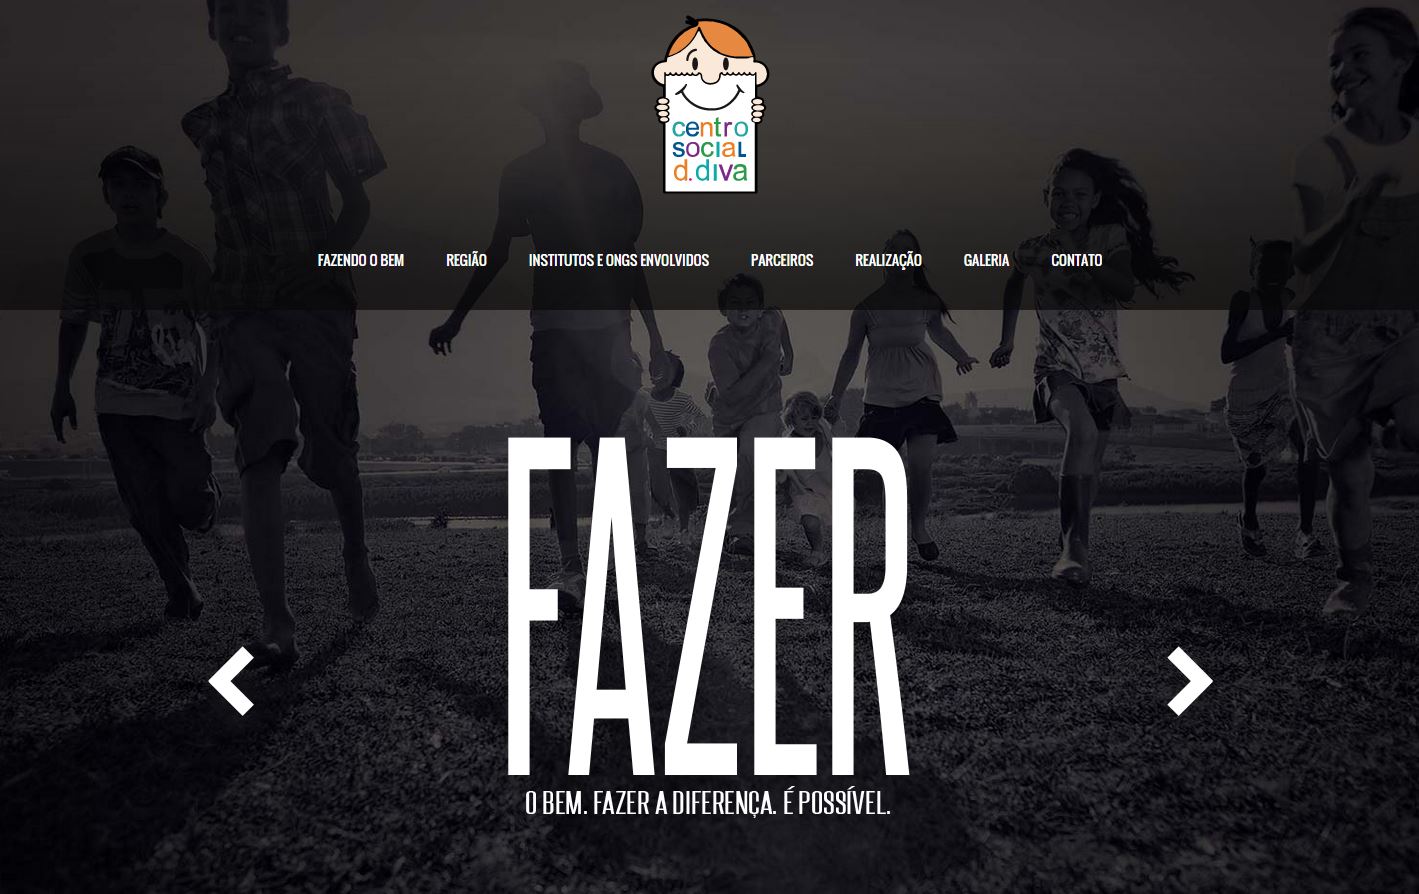 centro
social
d.diva
FAZENDO O BEM REGIÃO INSTITUTOS E ONGS ENVOLVIDOS PARCEIROS REALIZAÇÃO GALERIA CONTATO
FAZER
O BEM. FAZER A DIFERENÇA. É POSSÍVEL.